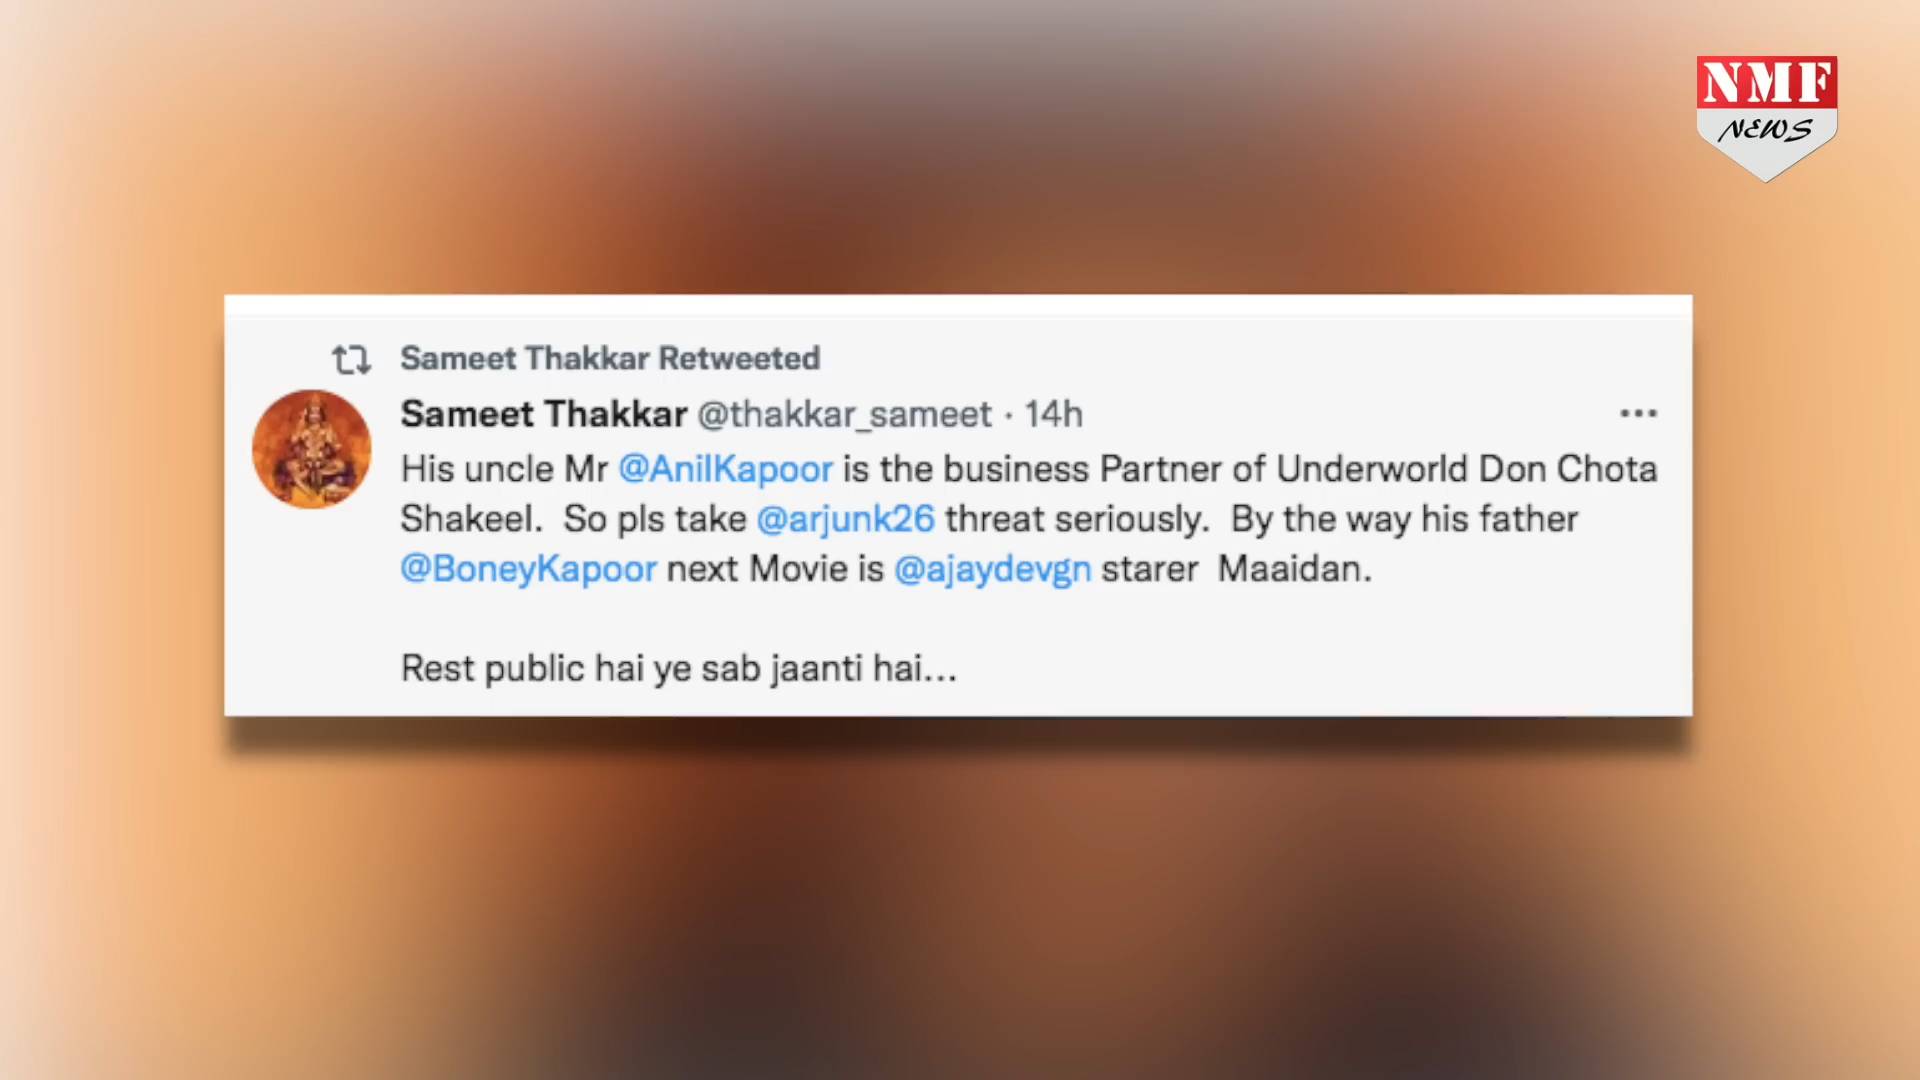 NMF
NEWS
Sameet Thakkar Retweeted
Sameet Thakkar @thakkar_sameet · 14h
His uncle Mr @AnilKapoor is the business Partner of Underworld Don Chota
Shakeel.  So pls take @arjunk26 threat seriously.  By the way his father
@BoneyKapoor next Movie is @ajaydevgn starer  Maaidan.
Rest public hai ye sab jaanti hai...